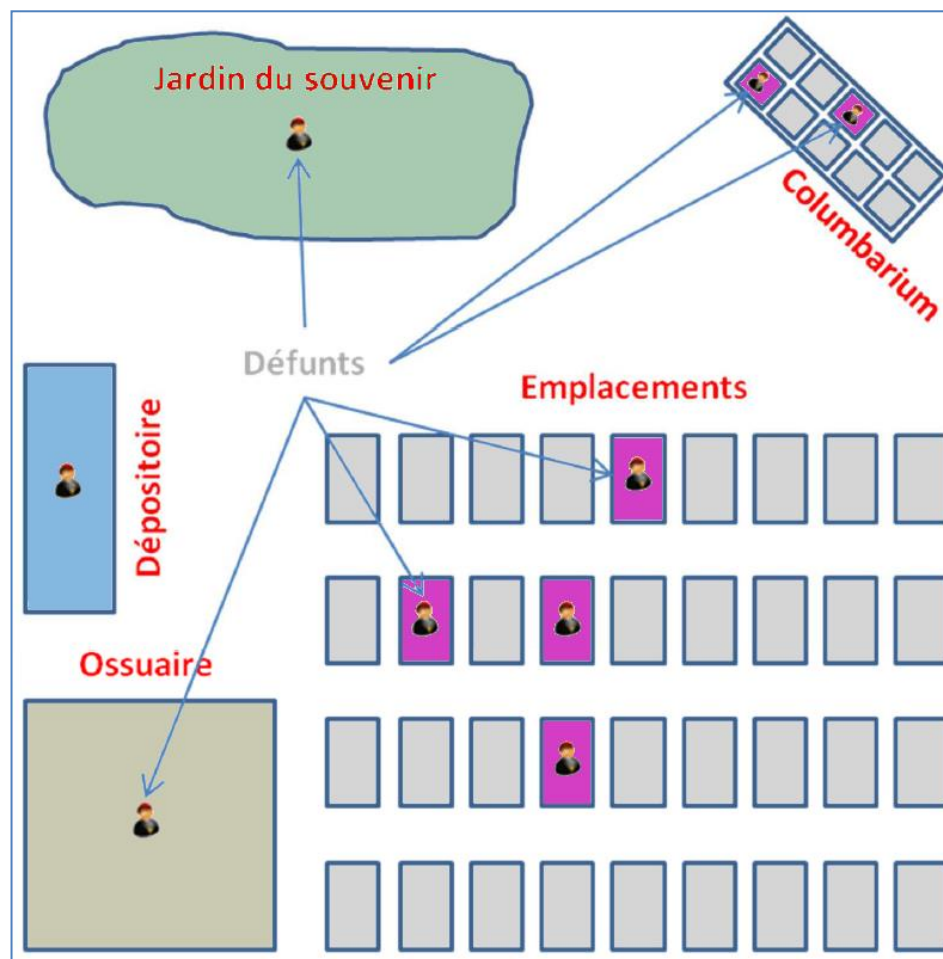 Jardin du souvenir
Columbarium
Défunts
Emplacements
Dépositoire
Ossuaire